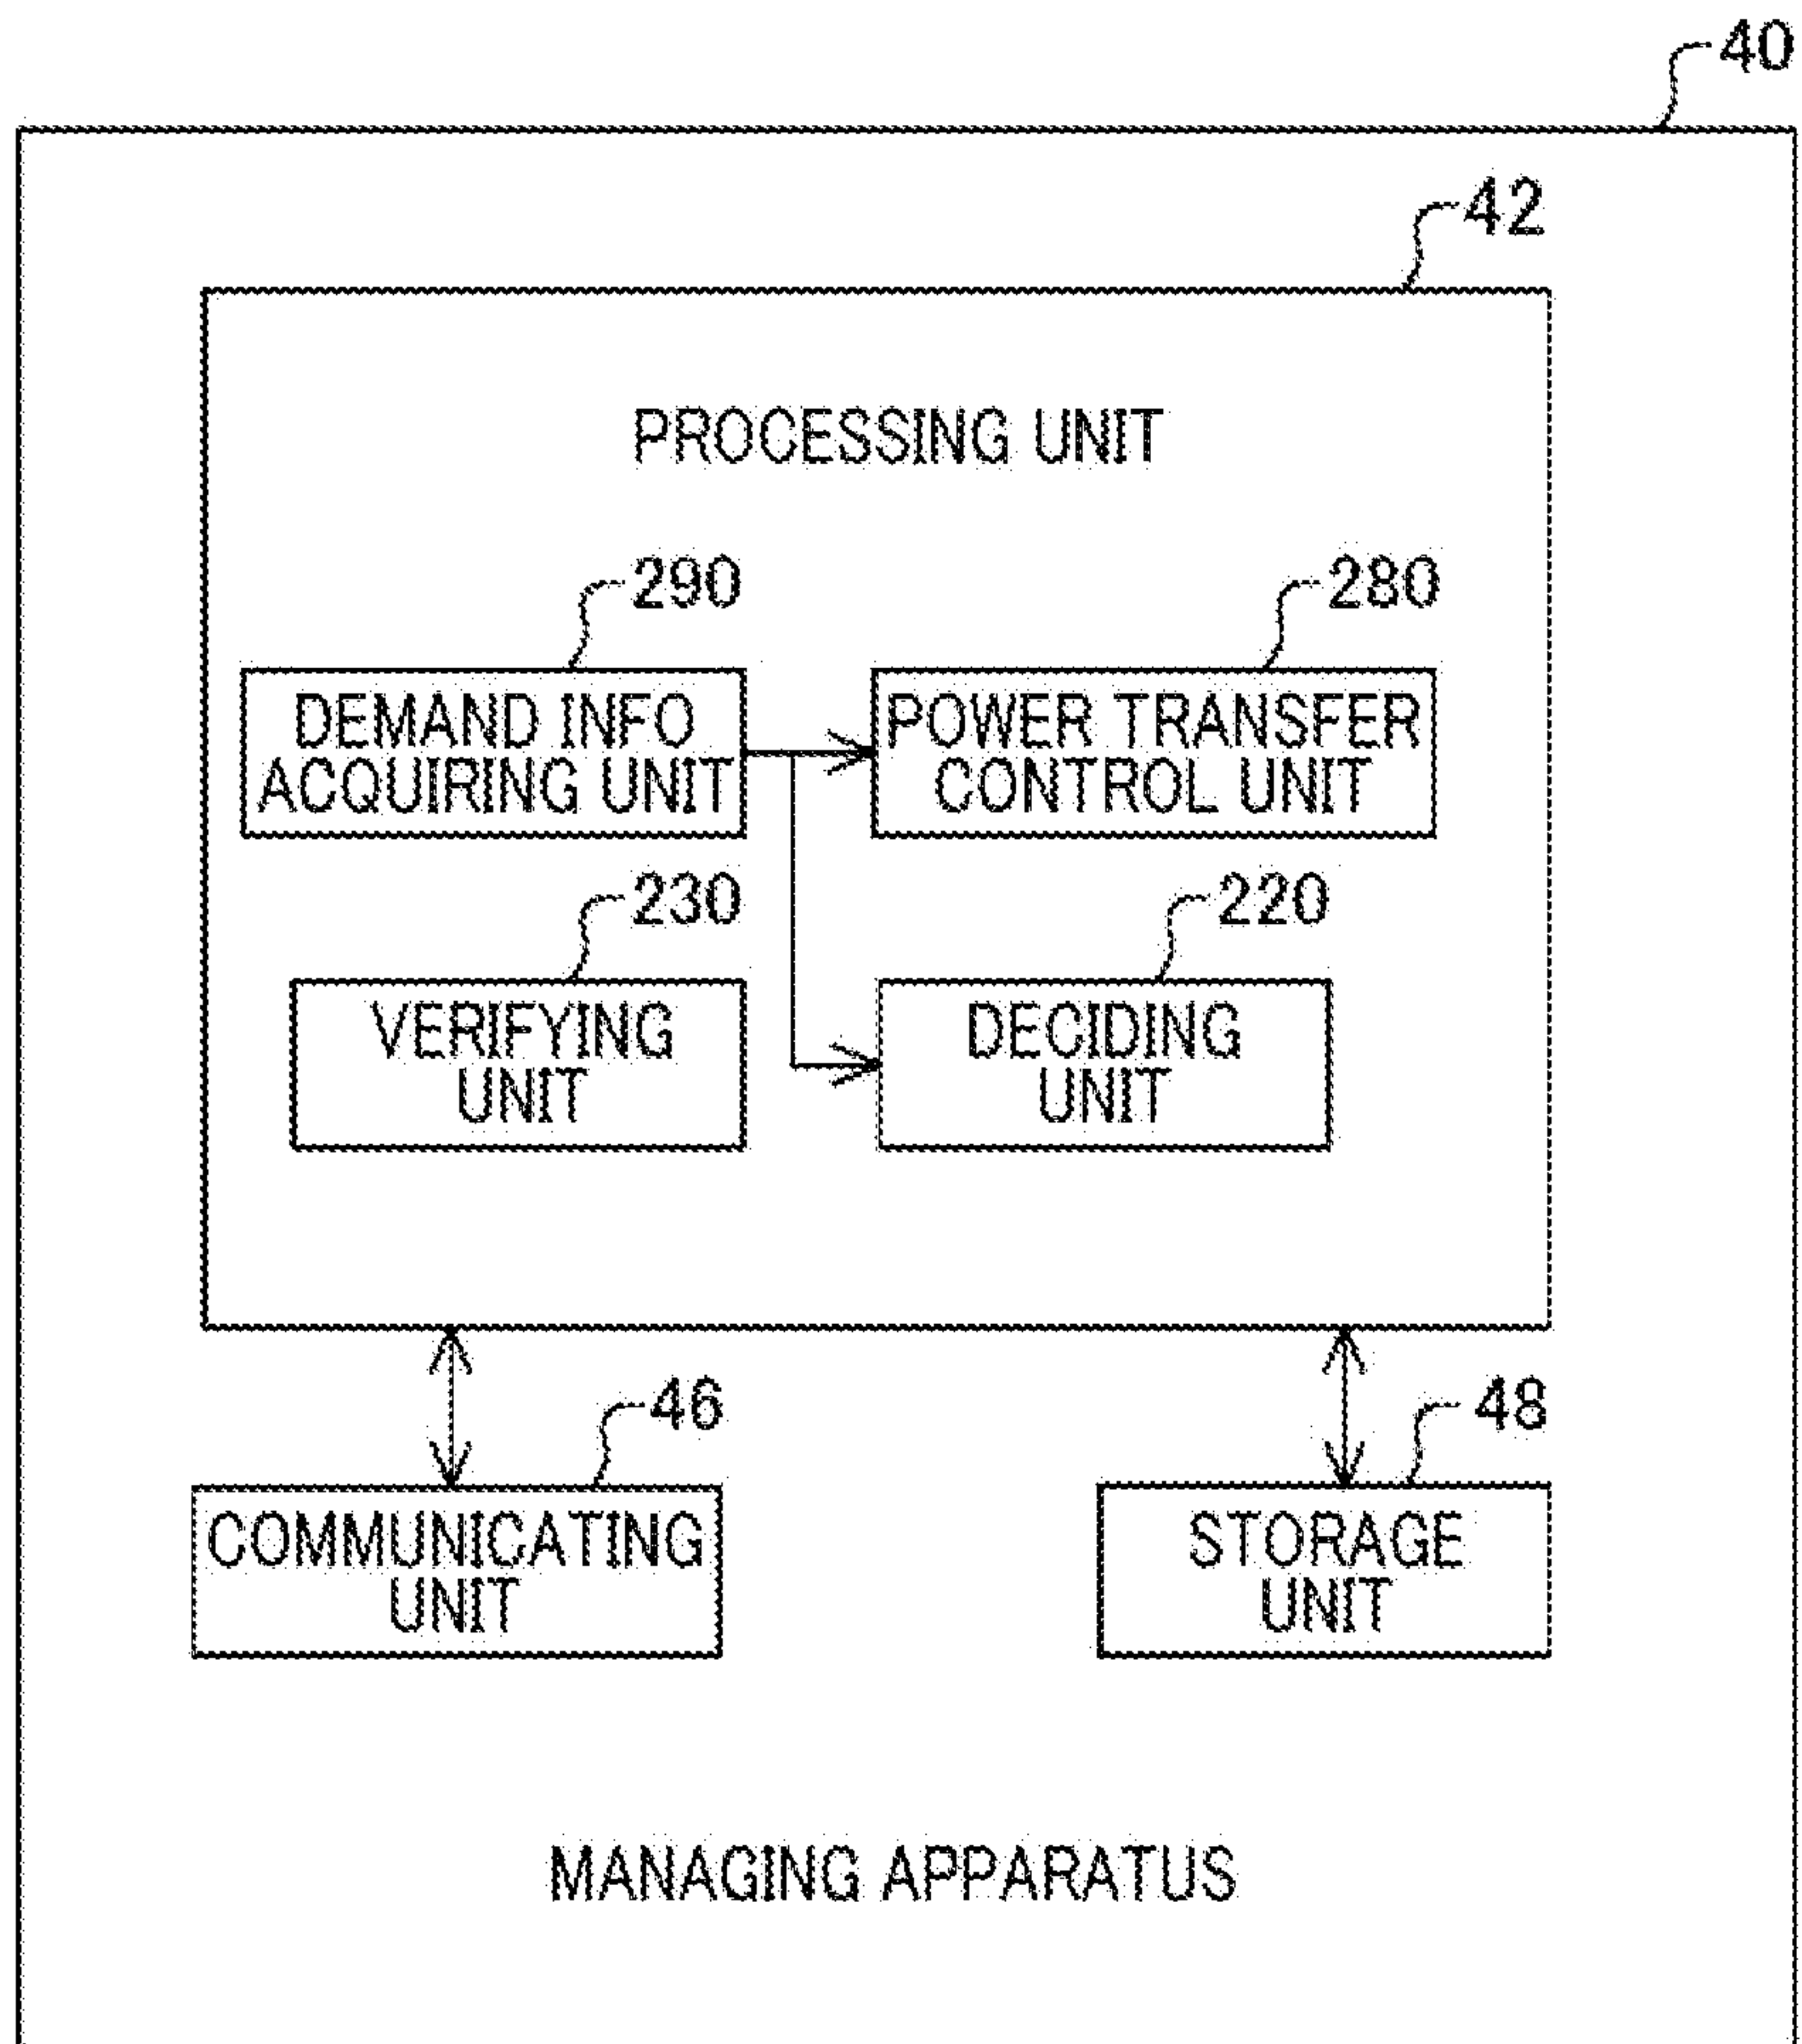 40
42
PROCESSING UNIT
290
280
DEMAND INFO
ACQUIRING UNIT
POWER TRANSFER
CONTROL UNIT
230
220
VERIFYING
UNIT
DECIDING
UNIT
46
48
COMMUNICATING
UNIT
STORAGE
UNIT
MANAGING APPARATUS